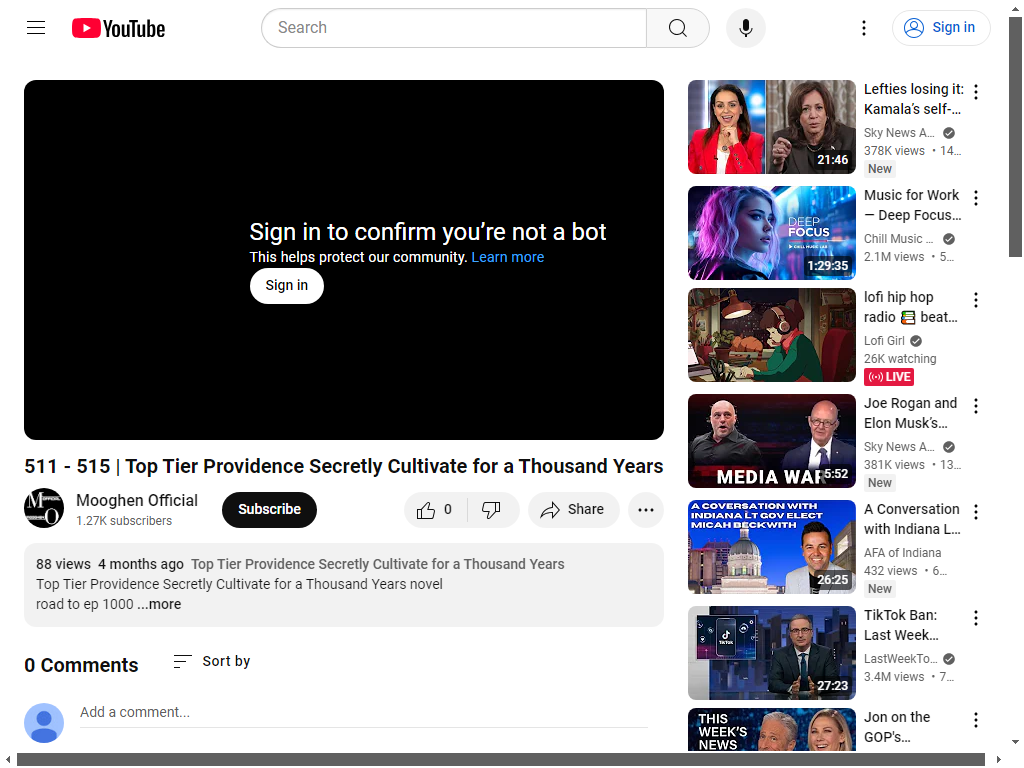 YouTube
Search
Sign in
Sign in to confirm you’re not a bot
This helps protect our community. Learn more
Sign in
511 - 515 | Top Tier Providence Secretly Cultivate for a Thousand Years
Mooghen Official
1.27K subscribers
Subscribe
0
Share
88 views 4 months ago Top Tier Providence Secretly Cultivate for a Thousand Years
Top Tier Providence Secretly Cultivate for a Thousand Years novel
road to ep 1000 ...more
0 Comments
Sort by
Add a comment...
21:46
Lefties losing it:
Kamala’s self-…
Sky News A…
378K views • 14…
New
DEEP
FOCUS
CHILL MUSIC LAB
1:29:35
Music for Work
— Deep Focus…
Chill Music …
2.1M views • 5…
lofi hip hop
radio 📚 beat…
Lofi Girl
26K watching
LIVE
MEDIA WAR
5:52
Joe Rogan and
Elon Musk’s…
Sky News A…
381K views • 13…
New
A CONVERSATION WITH
INDIANA LT GOV ELECT
MICAH BECKWITH
26:25
A Conversation
with Indiana L…
AFA of Indiana
432 views • 6…
New
TikTok
27:23
TikTok Ban:
Last Week…
LastWeekTo…
3.4M views • 7…
THIS
WEEK'S
NEWS
Jon on the
GOP's…